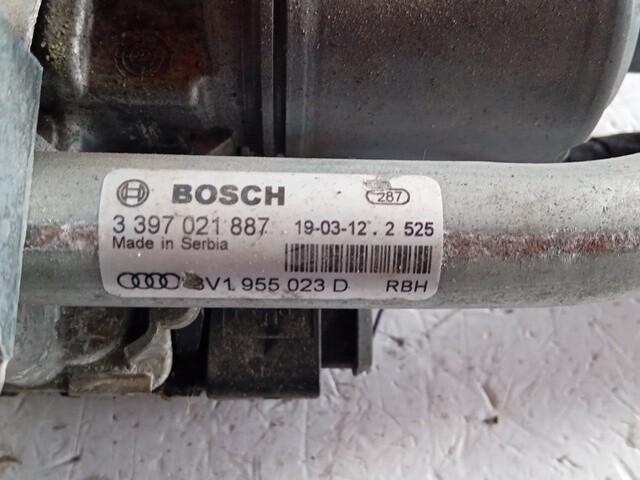 BOSCH
287
3 397 021 887 19-03-12 . 2 525
Made in Serbia
8V1 955 023 D RBH